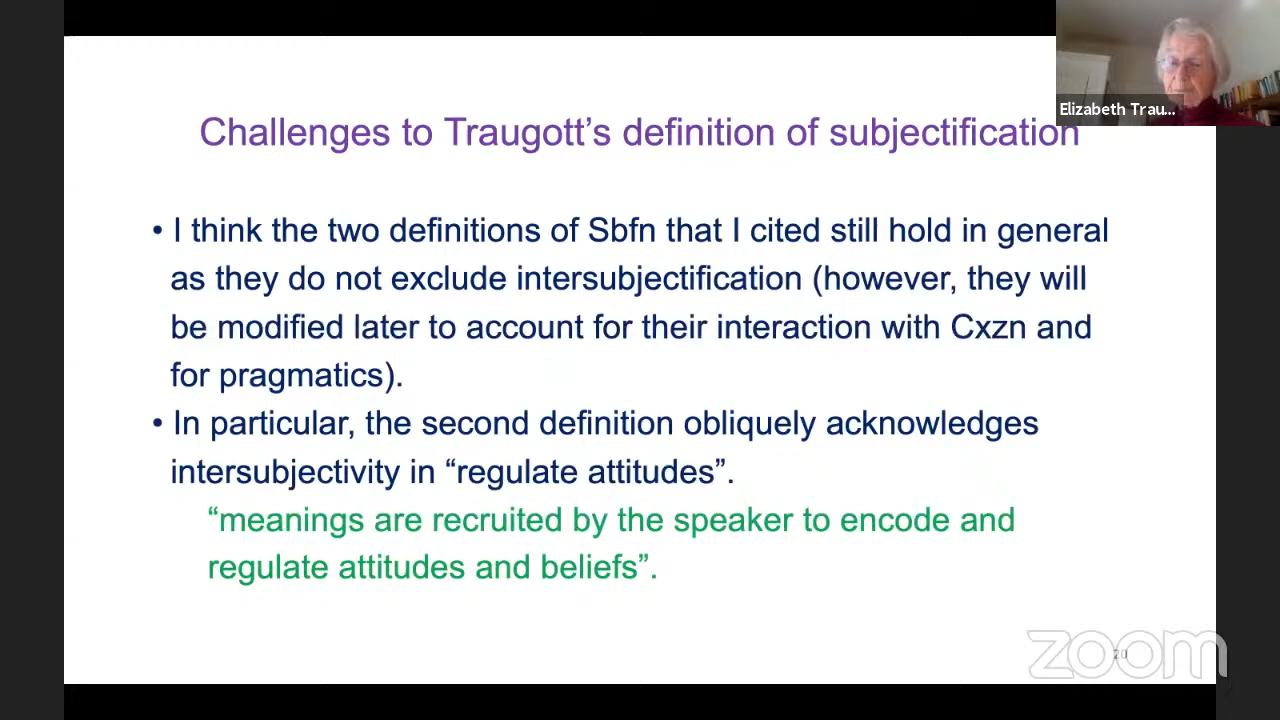 Elizabeth Trau...
Challenges to Traugott’s definition of subjectification
• I think the two definitions of Sbfn that I cited still hold in general
as they do not exclude intersubjectification (however, they will
be modified later to account for their interaction with Cxzn and
for pragmatics).
• In particular, the second definition obliquely acknowledges
intersubjectivity in “regulate attitudes”.
“meanings are recruited by the speaker to encode and
regulate attitudes and beliefs”.
20
zoom